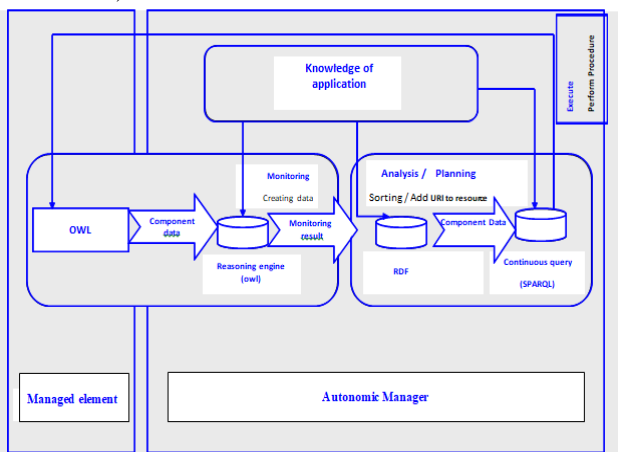 Knowledge of
application
Execute
Perform Procedure
Monitoring
Creating data
Analysis / Planning
Sorting / Add URI to resource
OWL
Component
data
Monitoring
result
Component Data
Reasoning engine
(owl)
RDF
Continuous query
(SPARQL)
Managed element
Autonomic Manager